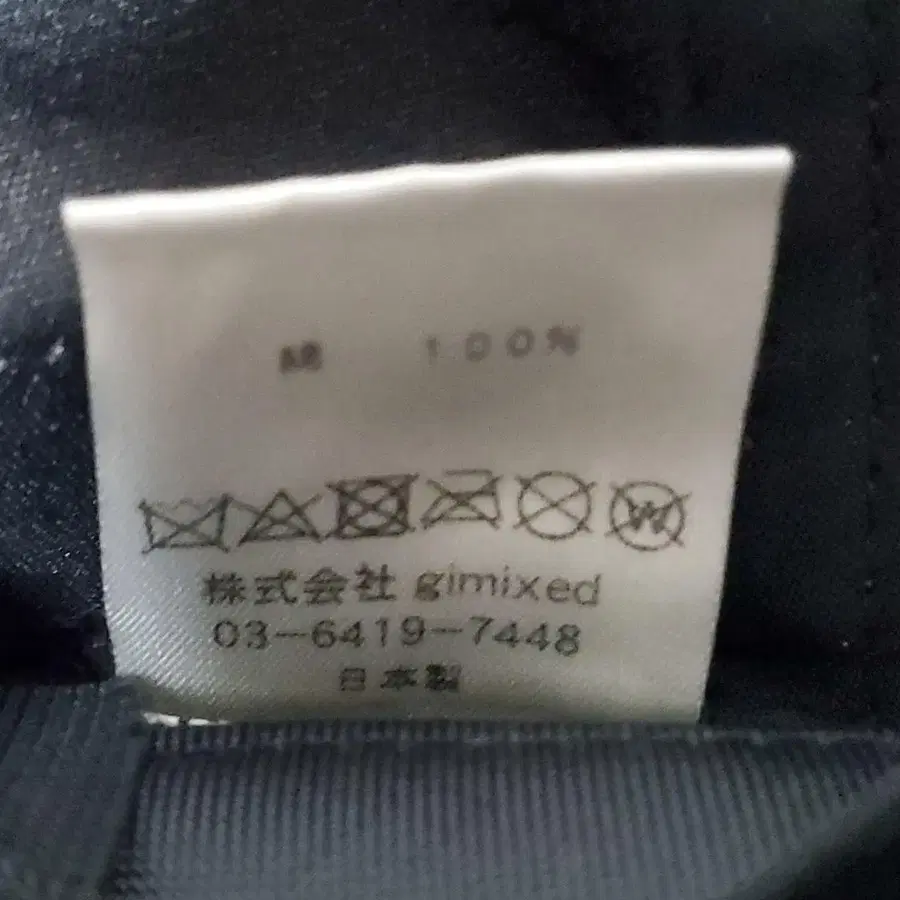 綿 100%
株式会社 gimixed
03-6419-7448
日本製